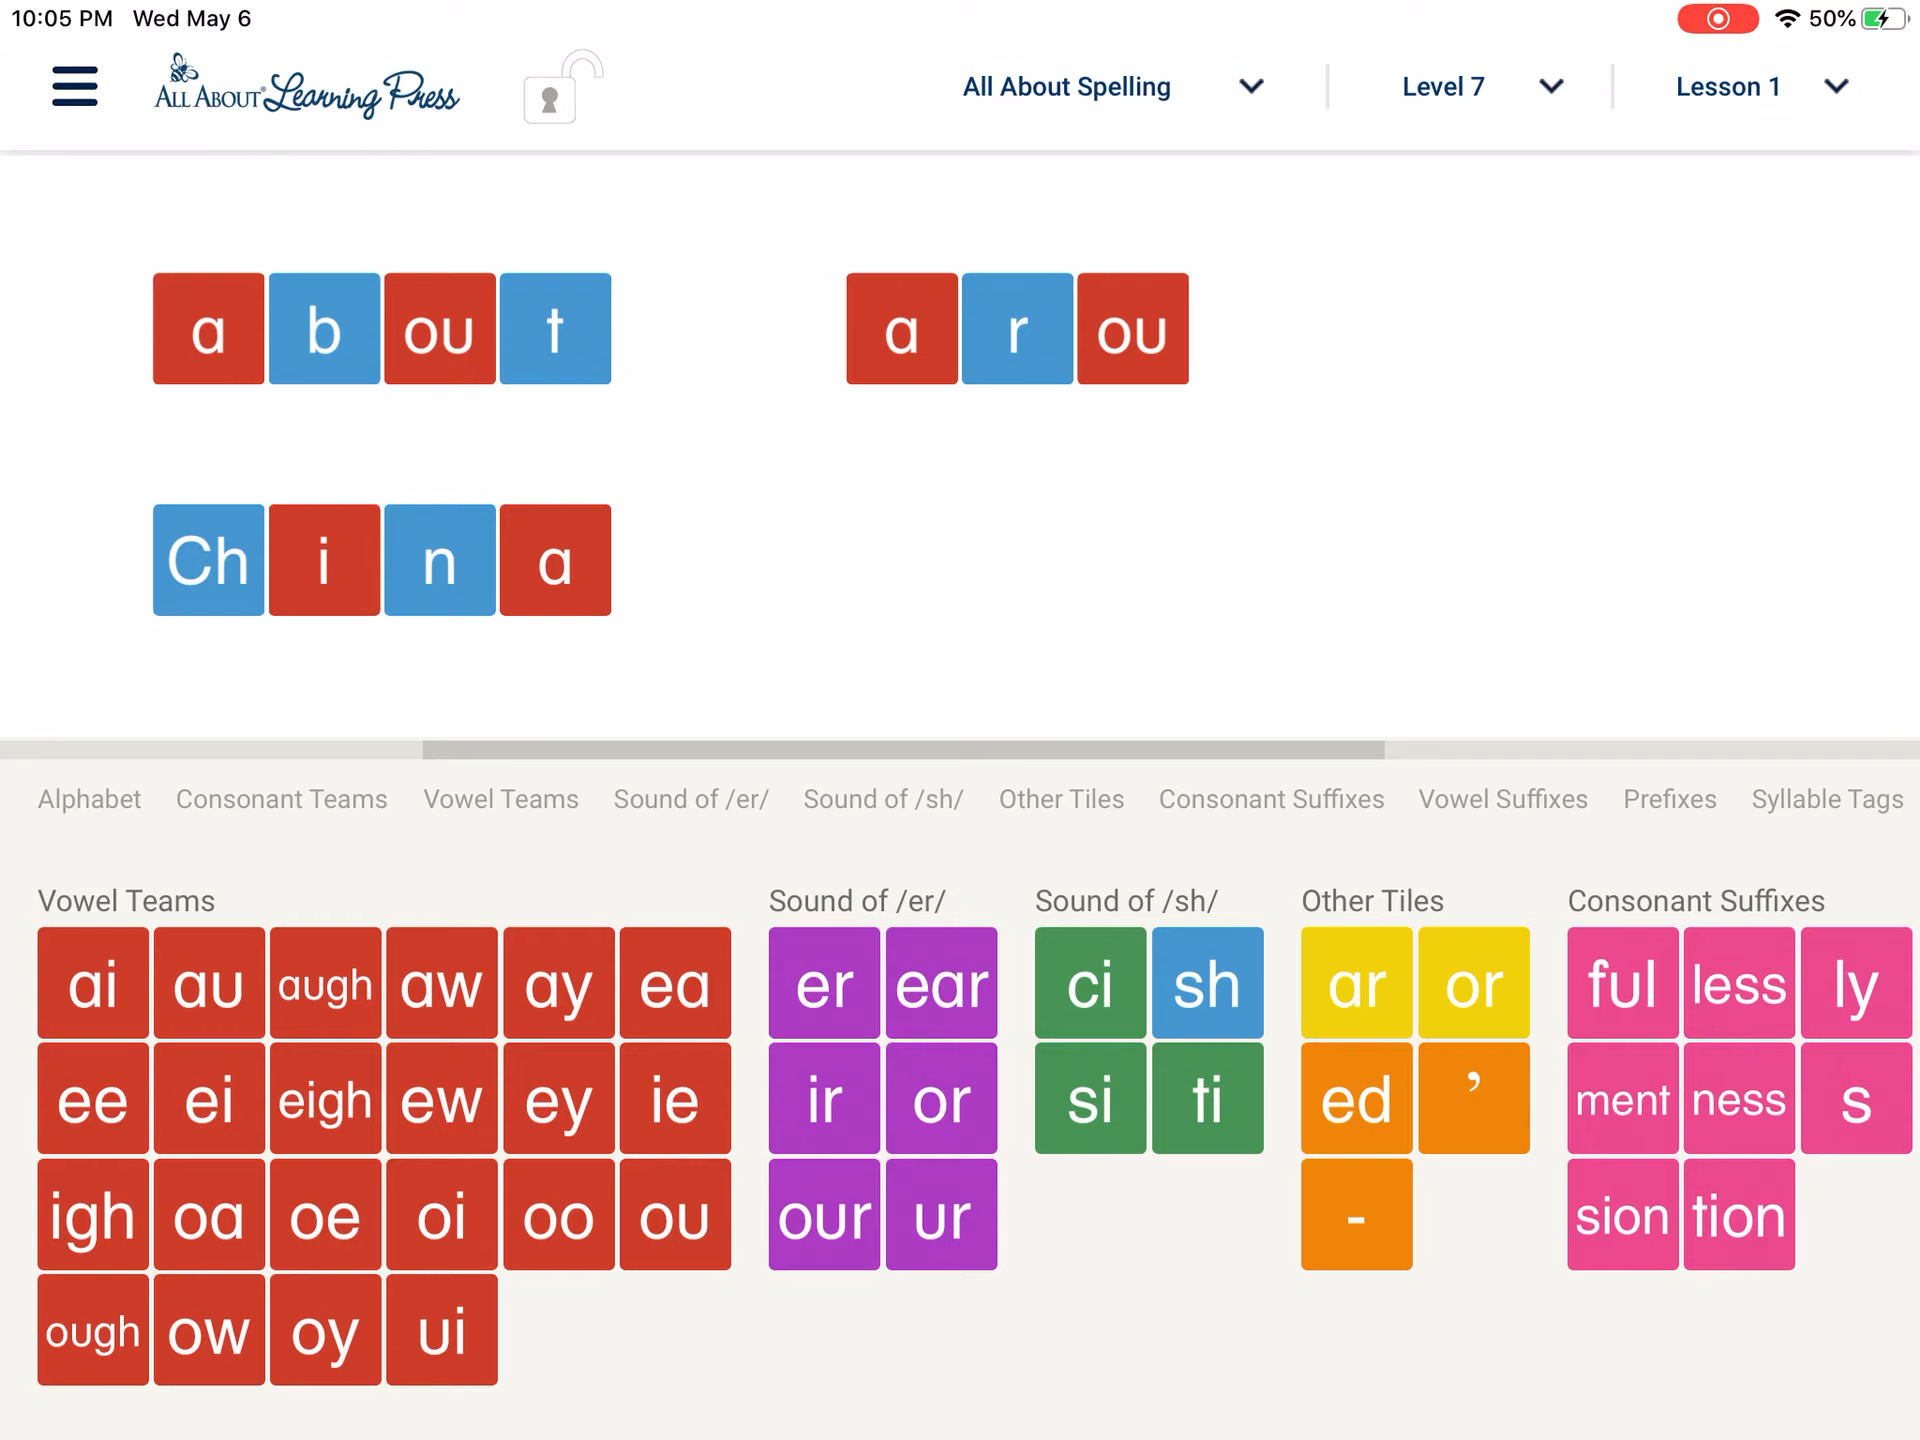 10:05 PM Wed May 6 50%
All About® Learning Press All About Spelling Level 7 Lesson 1
a b ou t a r ou
Ch i n a
Alphabet Consonant Teams Vowel Teams Sound of /er/ Sound of /sh/ Other Tiles Consonant Suffixes Vowel Suffixes Prefixes Syllable Tags
Vowel Teams Sound of /er/ Sound of /sh/ Other Tiles Consonant Suffixes
ai au augh aw ay ea er ear ci sh ar or ful less ly
ee ei eigh ew ey ie ir or si ti ed ’ ment ness s
igh oa oe oi oo ou our ur - sion tion
ough ow oy ui